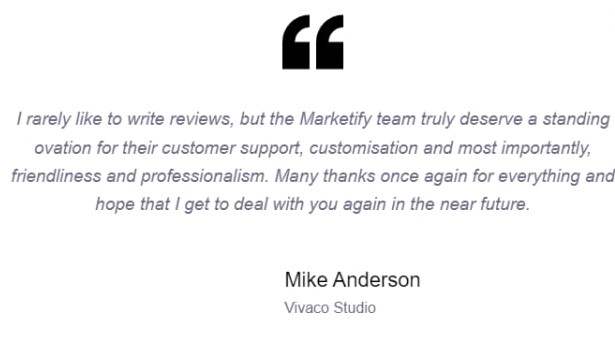 “
I rarely like to write reviews, but the Marketify team truly deserve a standing
ovation for their customer support, customisation and most importantly,
friendliness and professionalism. Many thanks once again for everything and
hope that I get to deal with you again in the near future.
Mike Anderson
Vivaco Studio